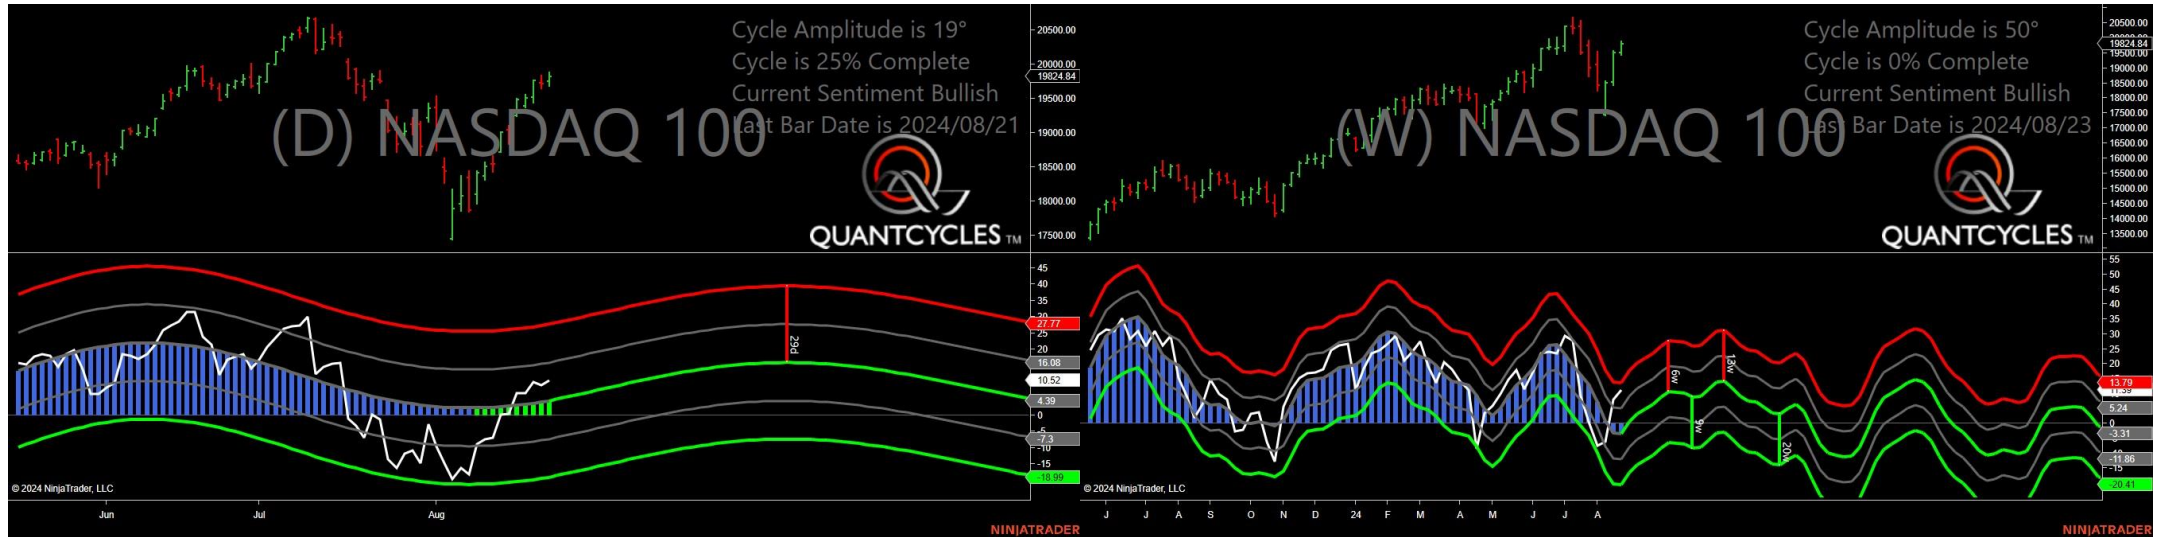 Cycle Amplitude is 19°
Cycle is 25% Complete
Current Sentiment Bullish
Last Bar Date is 2024/08/21
(D) NASDAQ 100
QUANTCYCLES TM
20500.00
20000.00
19824.84
19500.00
19000.00
18500.00
18000.00
17500.00
45
40
35
30
27.77
25
20
16.08
10.52
4.39
0
-5
-7.3
-10
-15
-18.99
29d
© 2024 NinjaTrader, LLC
Jun Jul Aug
NINJATRADER
Cycle Amplitude is 50°
Cycle is 0% Complete
Current Sentiment Bullish
Last Bar Date is 2024/08/23
(W) NASDAQ 100
QUANTCYCLES TM
20500.00
19824.84
19500.00
19000.00
18500.00
18000.00
17500.00
17000.00
16500.00
16000.00
15500.00
15000.00
14500.00
14000.00
13500.00
55
50
45
40
35
30
25
20
13.79
5.24
0
-3.31
-11.86
-15
-20.41
6w
13w
9w
20w
© 2024 NinjaTrader, LLC
J J A S O N D 24 F M A M J J A
NINJATRADER